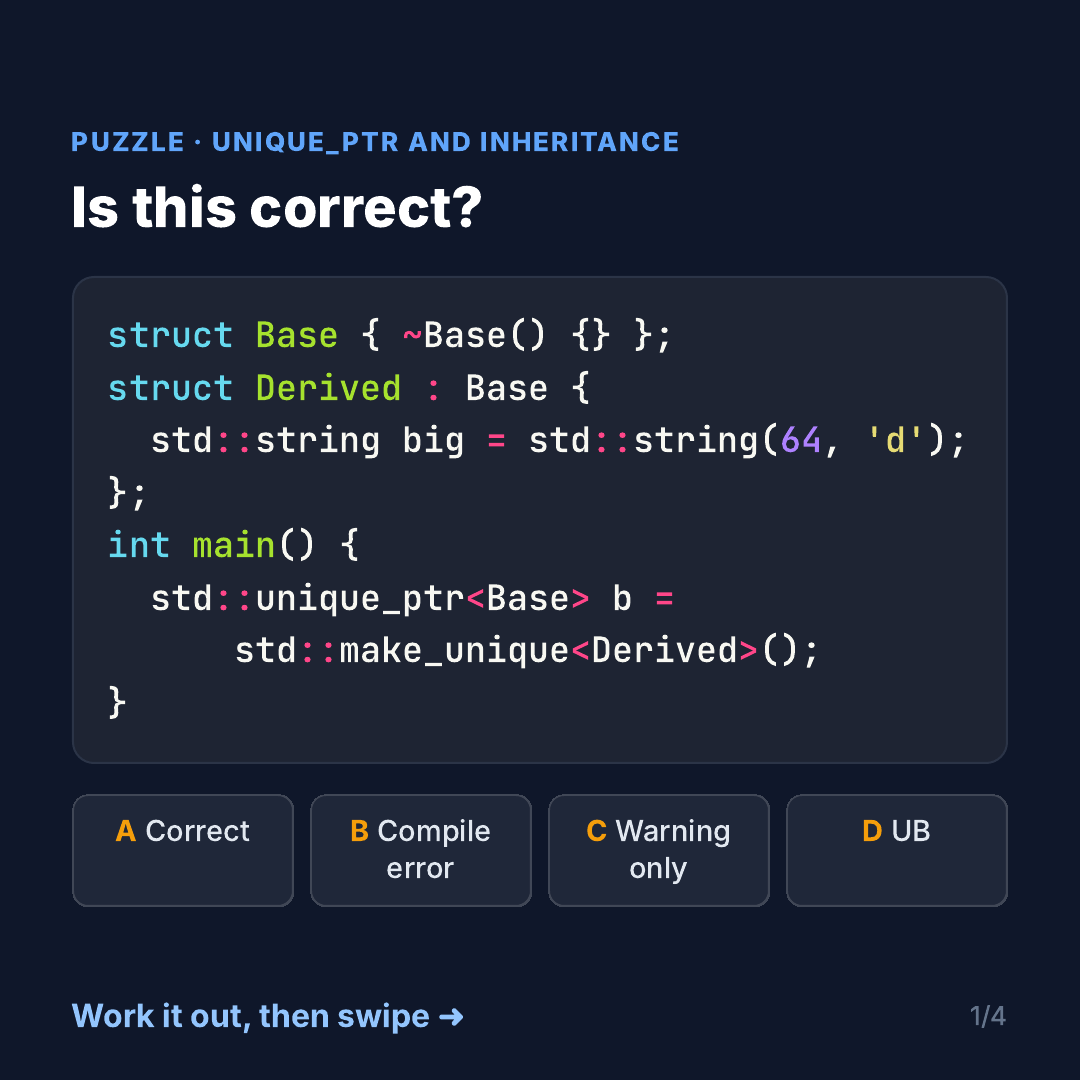 PUZZLE · UNIQUE_PTR AND INHERITANCE
Is this correct?
struct Base { ~Base() {} };
struct Derived : Base {
  std::string big = std::string(64, 'd');
};
int main() {
  std::unique_ptr<Base> b =
      std::make_unique<Derived>();
}
A Correct
B Compile
error
C Warning
only
D UB
Work it out, then swipe ➜
1/4